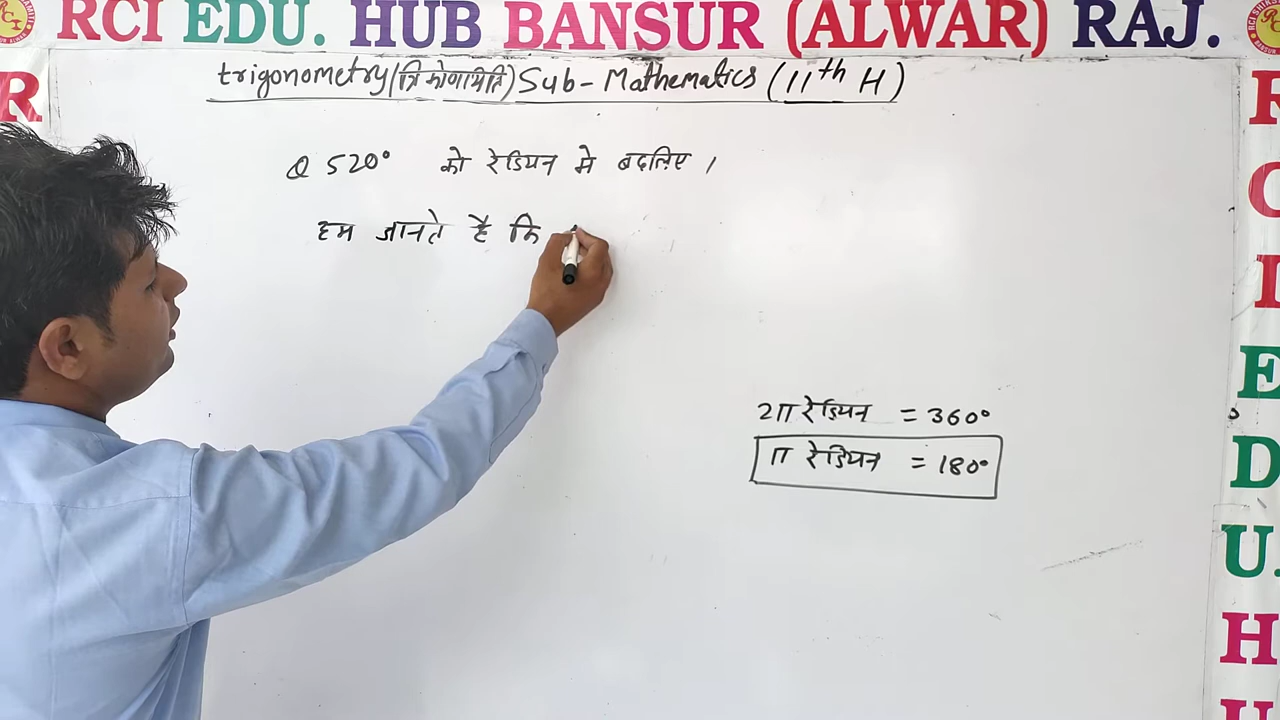 RCI EDU. HUB BANSUR (ALWAR) RAJ.
trigonometry/(त्रिकोणामिति) Sub-Mathematics (11th H)
Q 520° को रेडियन मे बदलिए ।
हम जानते है कि
2π रेडियन = 360°
π रेडियन = 180°
R
R
C
I
E
D
U.
H